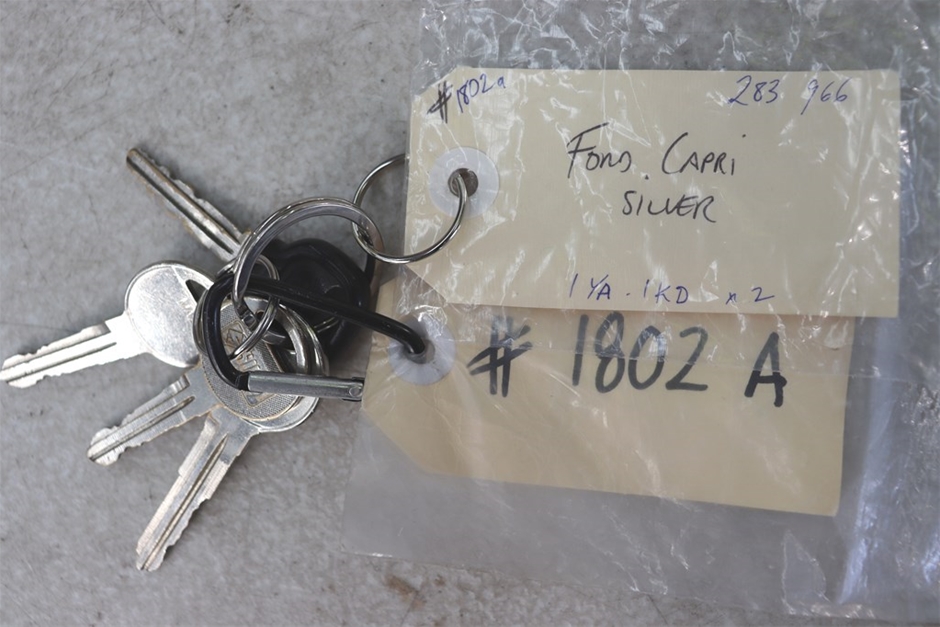 #1802a
283 966
FORD. CAPRI
SILVER
1 YA - 1 KD x 2
# 1802 A